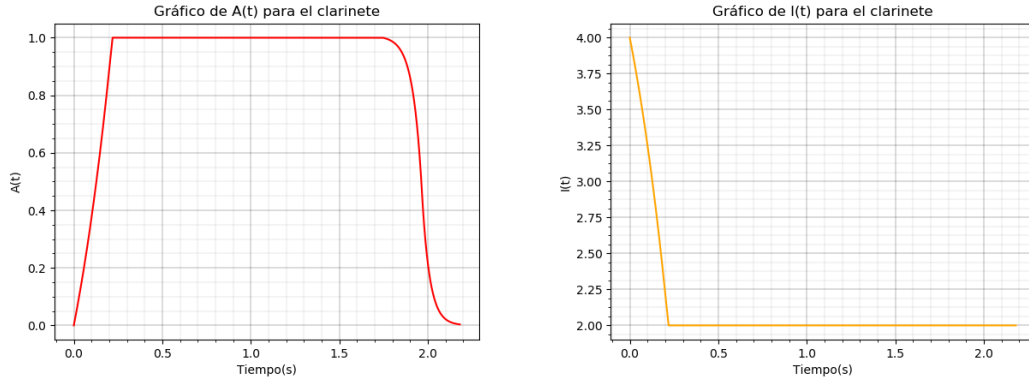 Gráfico de A(t) para el clarinete
1.0
0.8
0.6
0.4
0.2
0.0
A(t)
0.0 0.5 1.0 1.5 2.0
Tiempo(s)
Gráfico de I(t) para el clarinete
4.00
3.75
3.50
3.25
3.00
2.75
2.50
2.25
2.00
I(t)
0.0 0.5 1.0 1.5 2.0
Tiempo(s)